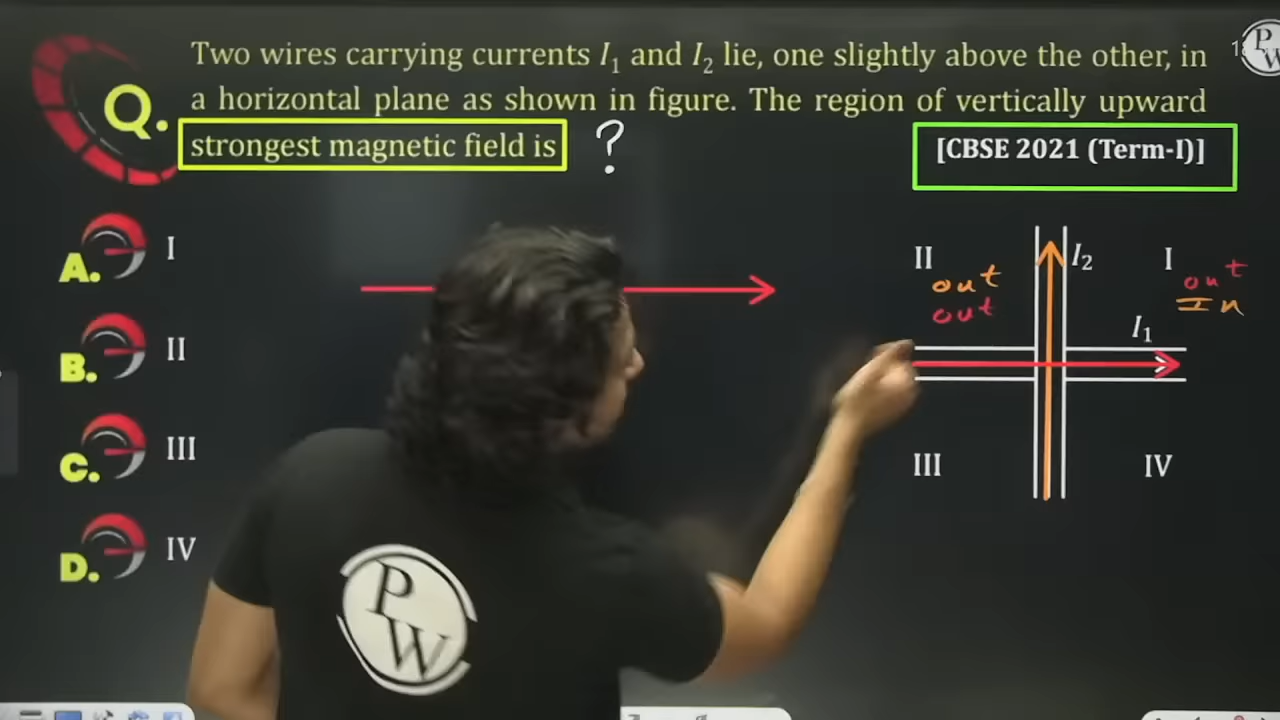 Two wires carrying currents I₁ and I₂ lie, one slightly above the other, in
Q. a horizontal plane as shown in figure. The region of vertically upward
strongest magnetic field is ?
[CBSE 2021 (Term-I)]
A. I
B. II
C. III
D. IV
II
I₂
I
out
out
out
In
I₁
III
IV
PW
PW